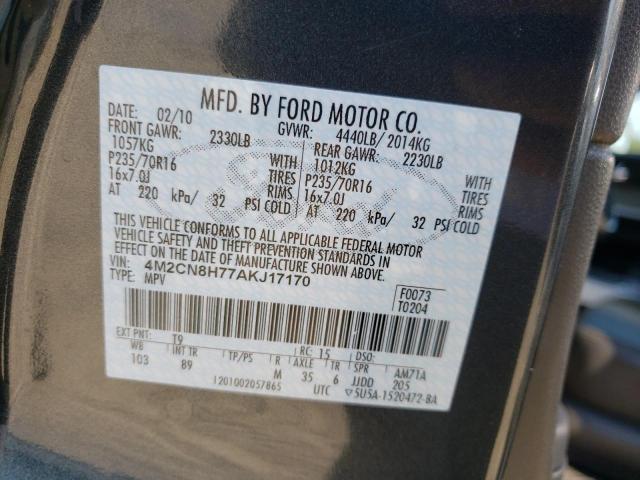 MFD. BY FORD MOTOR CO.
DATE: 02/10 GVWR: 4440LB/ 2014KG
FRONT GAWR: 2330LB REAR GAWR: 2230LB
1057KG WITH 1012KG WITH
P235/70R16 TIRES P235/70R16 TIRES
16x7.0J RIMS 16x7.0J RIMS
AT 220 kPa/ 32 PSI COLD AT 220 kPa/ 32 PSI COLD
THIS VEHICLE CONFORMS TO ALL APPLICABLE FEDERAL MOTOR
VEHICLE SAFETY AND THEFT PREVENTION STANDARDS IN
EFFECT ON THE DATE OF MANUFACTURE SHOWN ABOVE.
VIN: 4M2CN8H77AKJ17170
TYPE: MPV
F0073
T0204
EXT PNT: T9 RC: 15 DSO:
WB INT TR TP/PS R AXLE TR SPR AM71A
103 89 M 35 6 JJDD 205
1201002057865 UTC 5U5A-1520472-BA